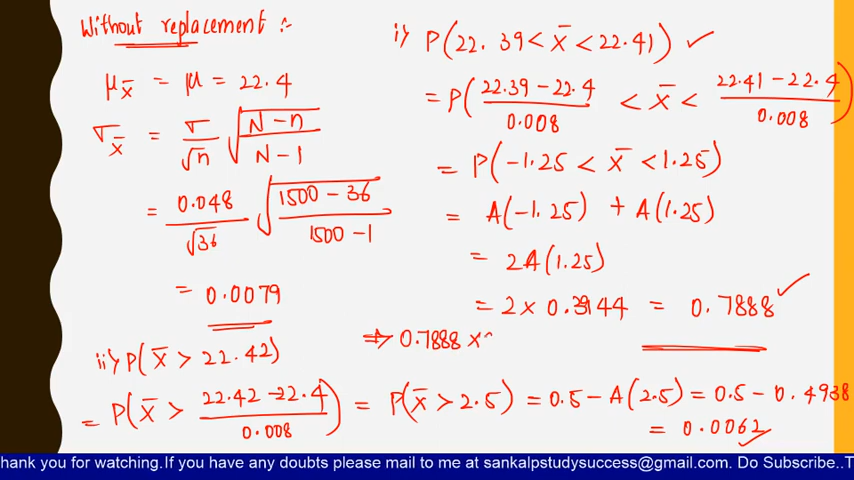 Without replacement :-
μx̄ = μ = 22.4
σx̄ = σ/√n √(N-n)/(N-1)
= 0.048/√36 √(1500-36)/(1500-1)
= 0.0079
i) P(22.39 < x̄ < 22.41) ✓
= P(22.39-22.4/0.008 < x̄ < 22.41-22.4/0.008)
= P(-1.25 < x̄ < 1.25)
= A(-1.25) + A(1.25)
= 2A(1.25)
= 2 × 0.3944 = 0.7888 ✓
⇒ 0.7888 ×
ii) P(x̄ > 22.42)
= P(x̄ > 22.42-22.4/0.008) = P(x̄ > 2.5) = 0.5 - A(2.5) = 0.5 - 0.4938
= 0.0062 ✓
hank you for watching.If you have any doubts please mail to me at sankalpstudysuccess@gmail.com. Do Subscribe..T